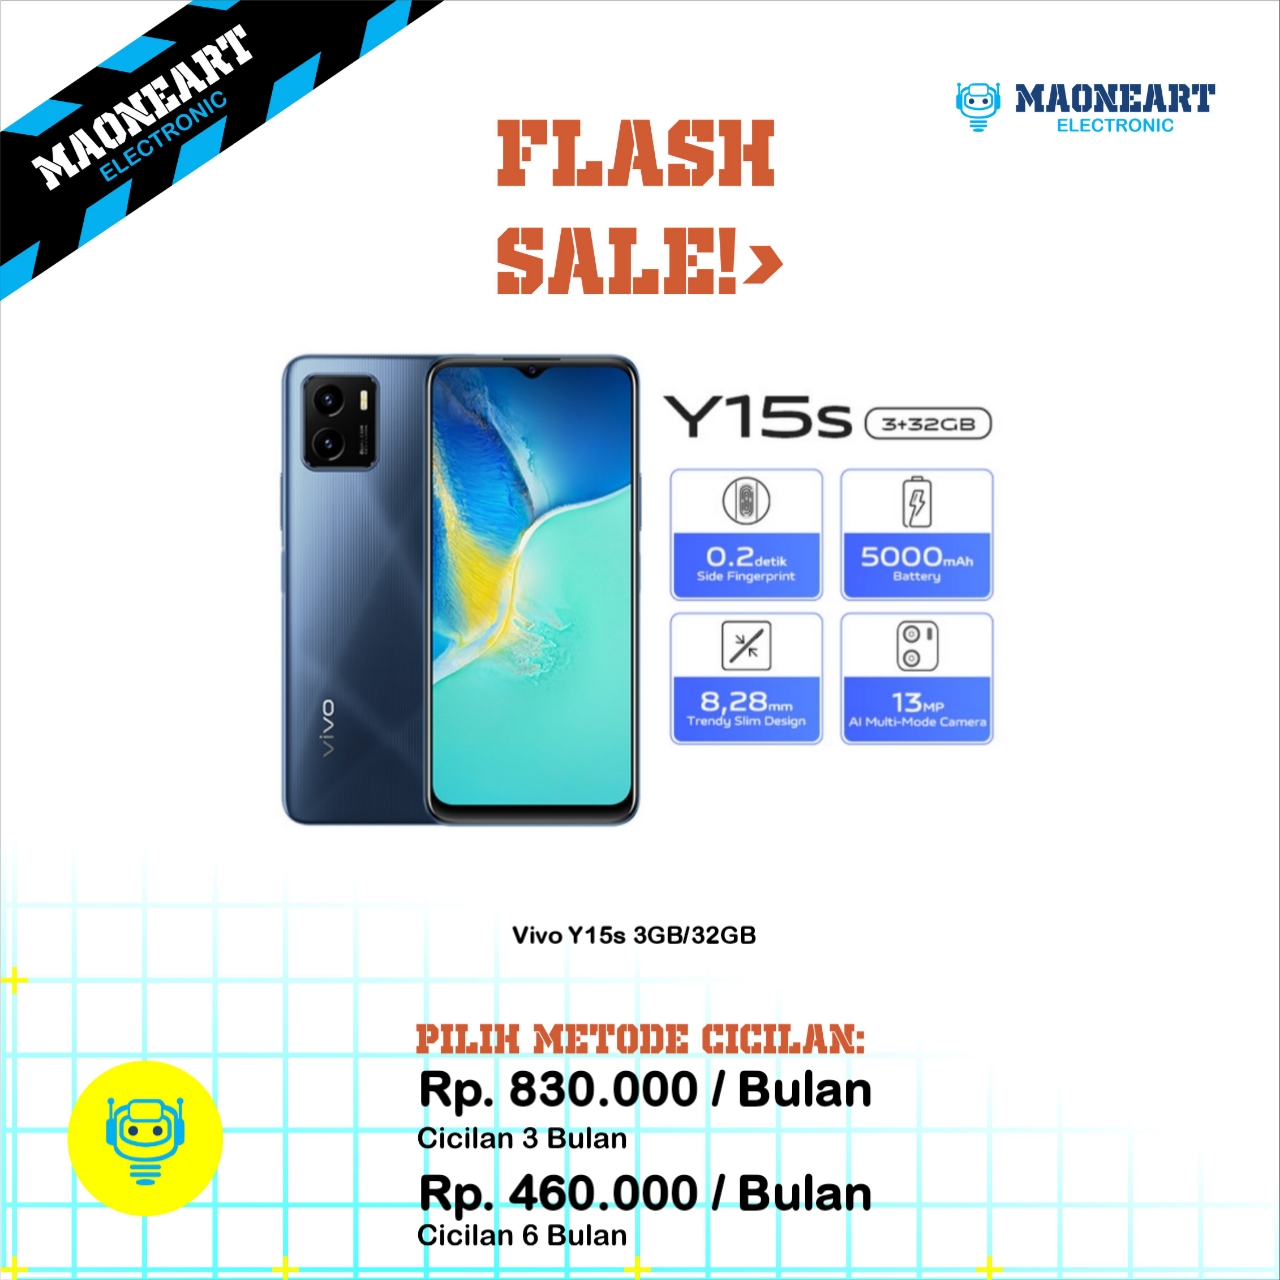 MAONEART
ELECTRONIC
MAONEART
ELECTRONIC
FLASH
SALE!>
Y15s 3+32GB
0.2detik
Side Fingerprint
5000mAh
Battery
8,28mm
Trendy Slim Design
13MP
AI Multi-Mode Camera
vivo
Vivo Y15s 3GB/32GB
PILIH METODE CICILAN:
Rp. 830.000 / Bulan
Cicilan 3 Bulan
Rp. 460.000 / Bulan
Cicilan 6 Bulan